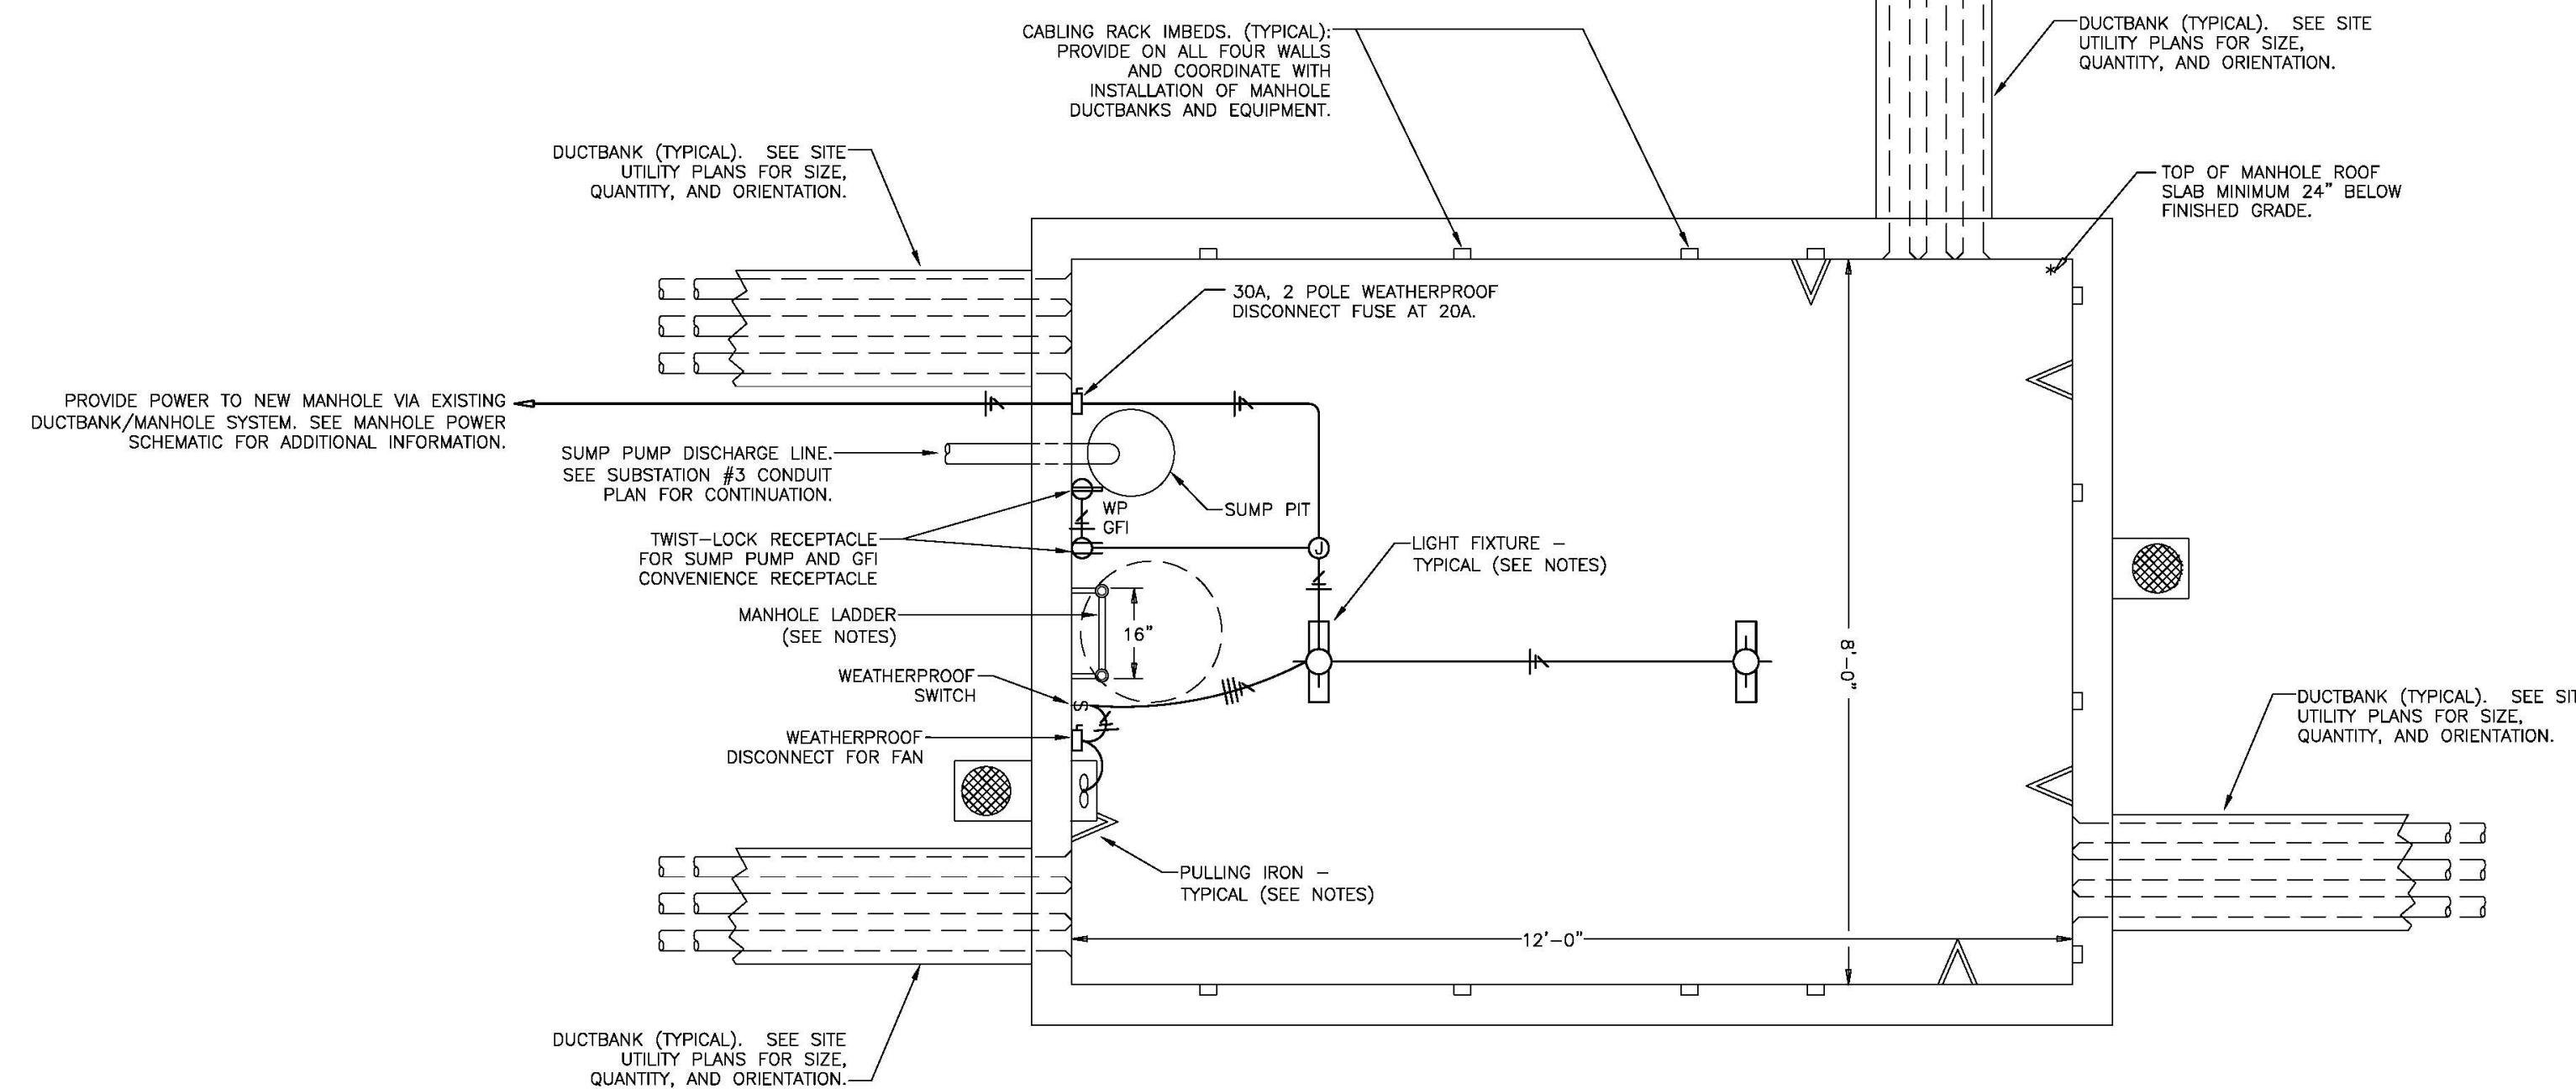 CABLING RACK IMBEDS. (TYPICAL):
PROVIDE ON ALL FOUR WALLS
AND COORDINATE WITH
INSTALLATION OF MANHOLE
DUCTBANKS AND EQUIPMENT.
DUCTBANK (TYPICAL). SEE SITE
UTILITY PLANS FOR SIZE,
QUANTITY, AND ORIENTATION.
DUCTBANK (TYPICAL). SEE SITE
UTILITY PLANS FOR SIZE,
QUANTITY, AND ORIENTATION.
TOP OF MANHOLE ROOF
SLAB MINIMUM 24" BELOW
FINISHED GRADE.
*
30A, 2 POLE WEATHERPROOF
DISCONNECT FUSE AT 20A.
PROVIDE POWER TO NEW MANHOLE VIA EXISTING
DUCTBANK/MANHOLE SYSTEM. SEE MANHOLE POWER
SCHEMATIC FOR ADDITIONAL INFORMATION.
SUMP PUMP DISCHARGE LINE.
SEE SUBSTATION #3 CONDUIT
PLAN FOR CONTINUATION.
WP
GFI
SUMP PIT
TWIST-LOCK RECEPTACLE
FOR SUMP PUMP AND GFI
CONVENIENCE RECEPTACLE
J
LIGHT FIXTURE -
TYPICAL (SEE NOTES)
MANHOLE LADDER
(SEE NOTES)
16"
8'-0"
WEATHERPROOF
SWITCH
S
WEATHERPROOF
DISCONNECT FOR FAN
DUCTBANK (TYPICAL). SEE SIT
UTILITY PLANS FOR SIZE,
QUANTITY, AND ORIENTATION.
PULLING IRON -
TYPICAL (SEE NOTES)
12'-0"
DUCTBANK (TYPICAL). SEE SITE
UTILITY PLANS FOR SIZE,
QUANTITY, AND ORIENTATION.